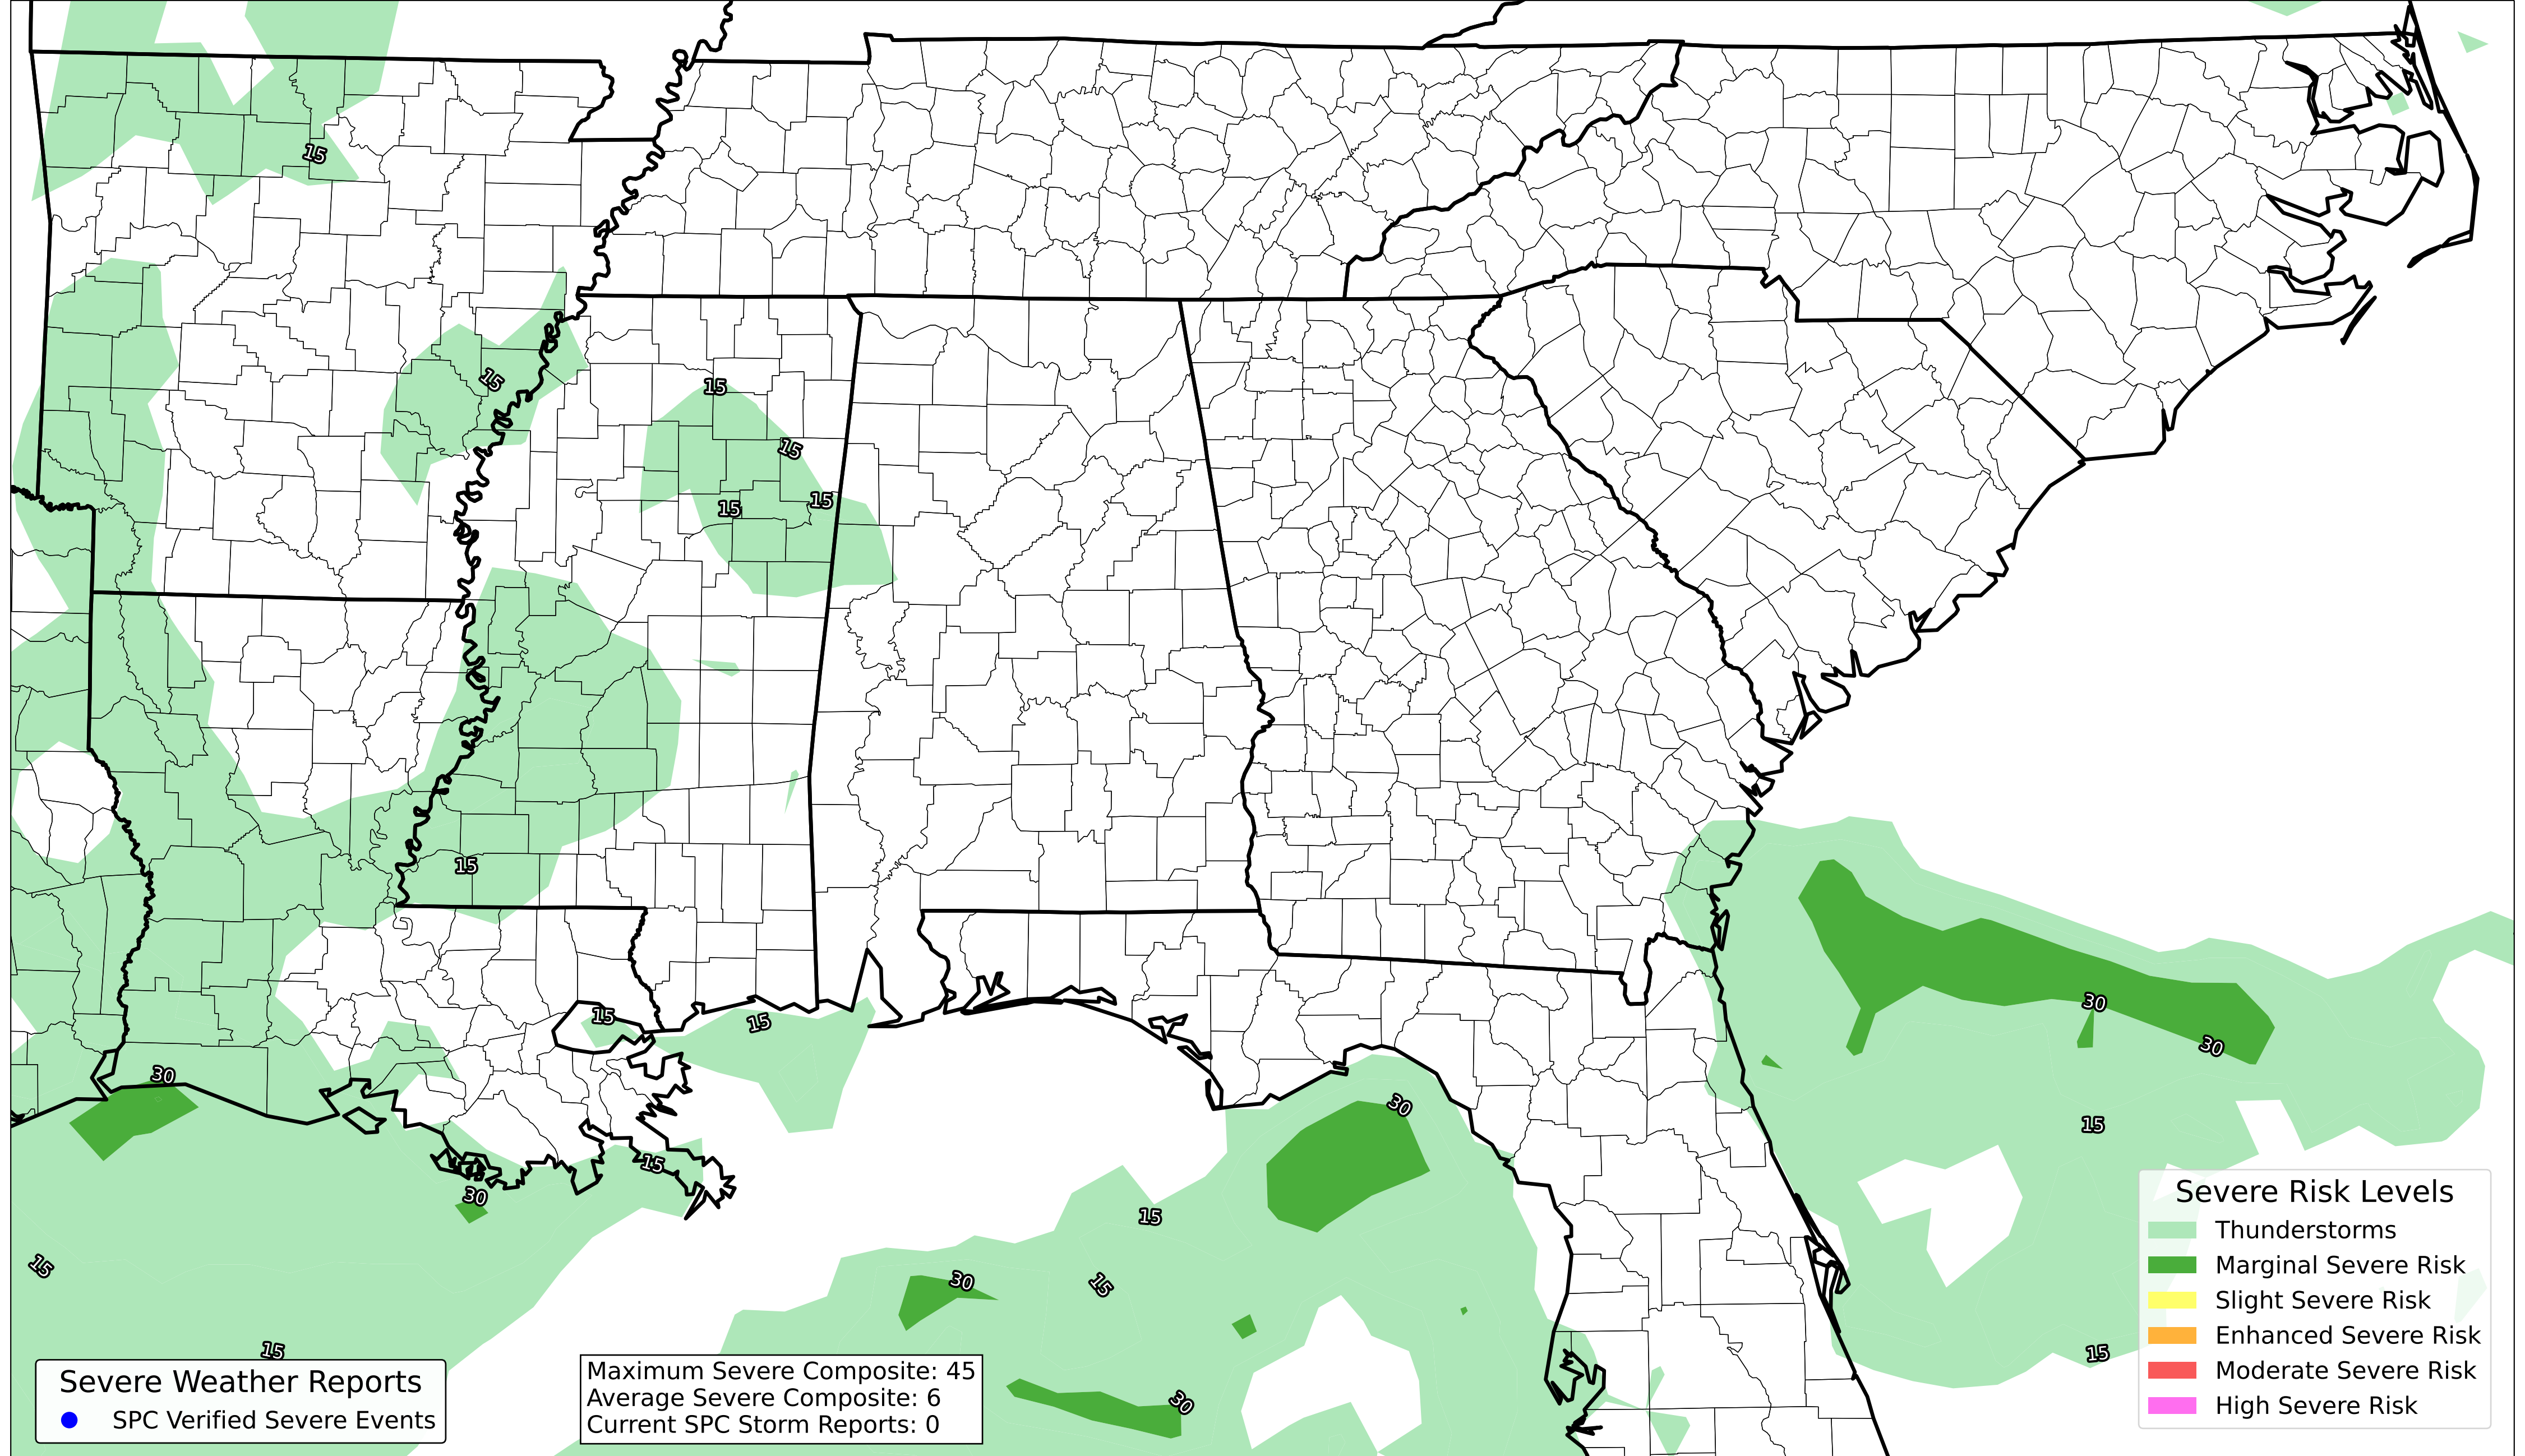 15
15
15
15
15
15
15
15
30
30
15
15
30
15
30
15
30
15
15
30
15
15
15
30
Severe Risk Levels
Thunderstorms
Marginal Severe Risk
Slight Severe Risk
Enhanced Severe Risk
Moderate Severe Risk
High Severe Risk
Severe Weather Reports
SPC Verified Severe Events
Maximum Severe Composite: 45
Average Severe Composite: 6
Current SPC Storm Reports: 0